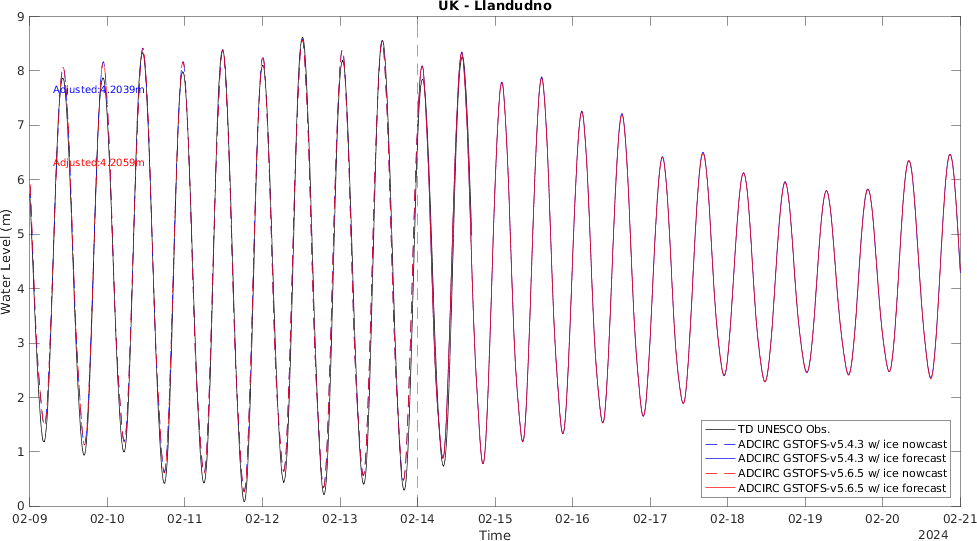 UK - Llandudno
9
8
7
6
5
4
3
2
1
0
Water Level (m)
Adjusted:4.2039m
Adjusted:4.2059m
TD UNESCO Obs.
ADCIRC GSTOFS-v5.4.3 w/ ice nowcast
ADCIRC GSTOFS-v5.4.3 w/ ice forecast
ADCIRC GSTOFS-v5.6.5 w/ ice nowcast
ADCIRC GSTOFS-v5.6.5 w/ ice forecast
02-09 02-10 02-11 02-12 02-13 02-14 02-15 02-16 02-17 02-18 02-19 02-20 02-21
Time
2024